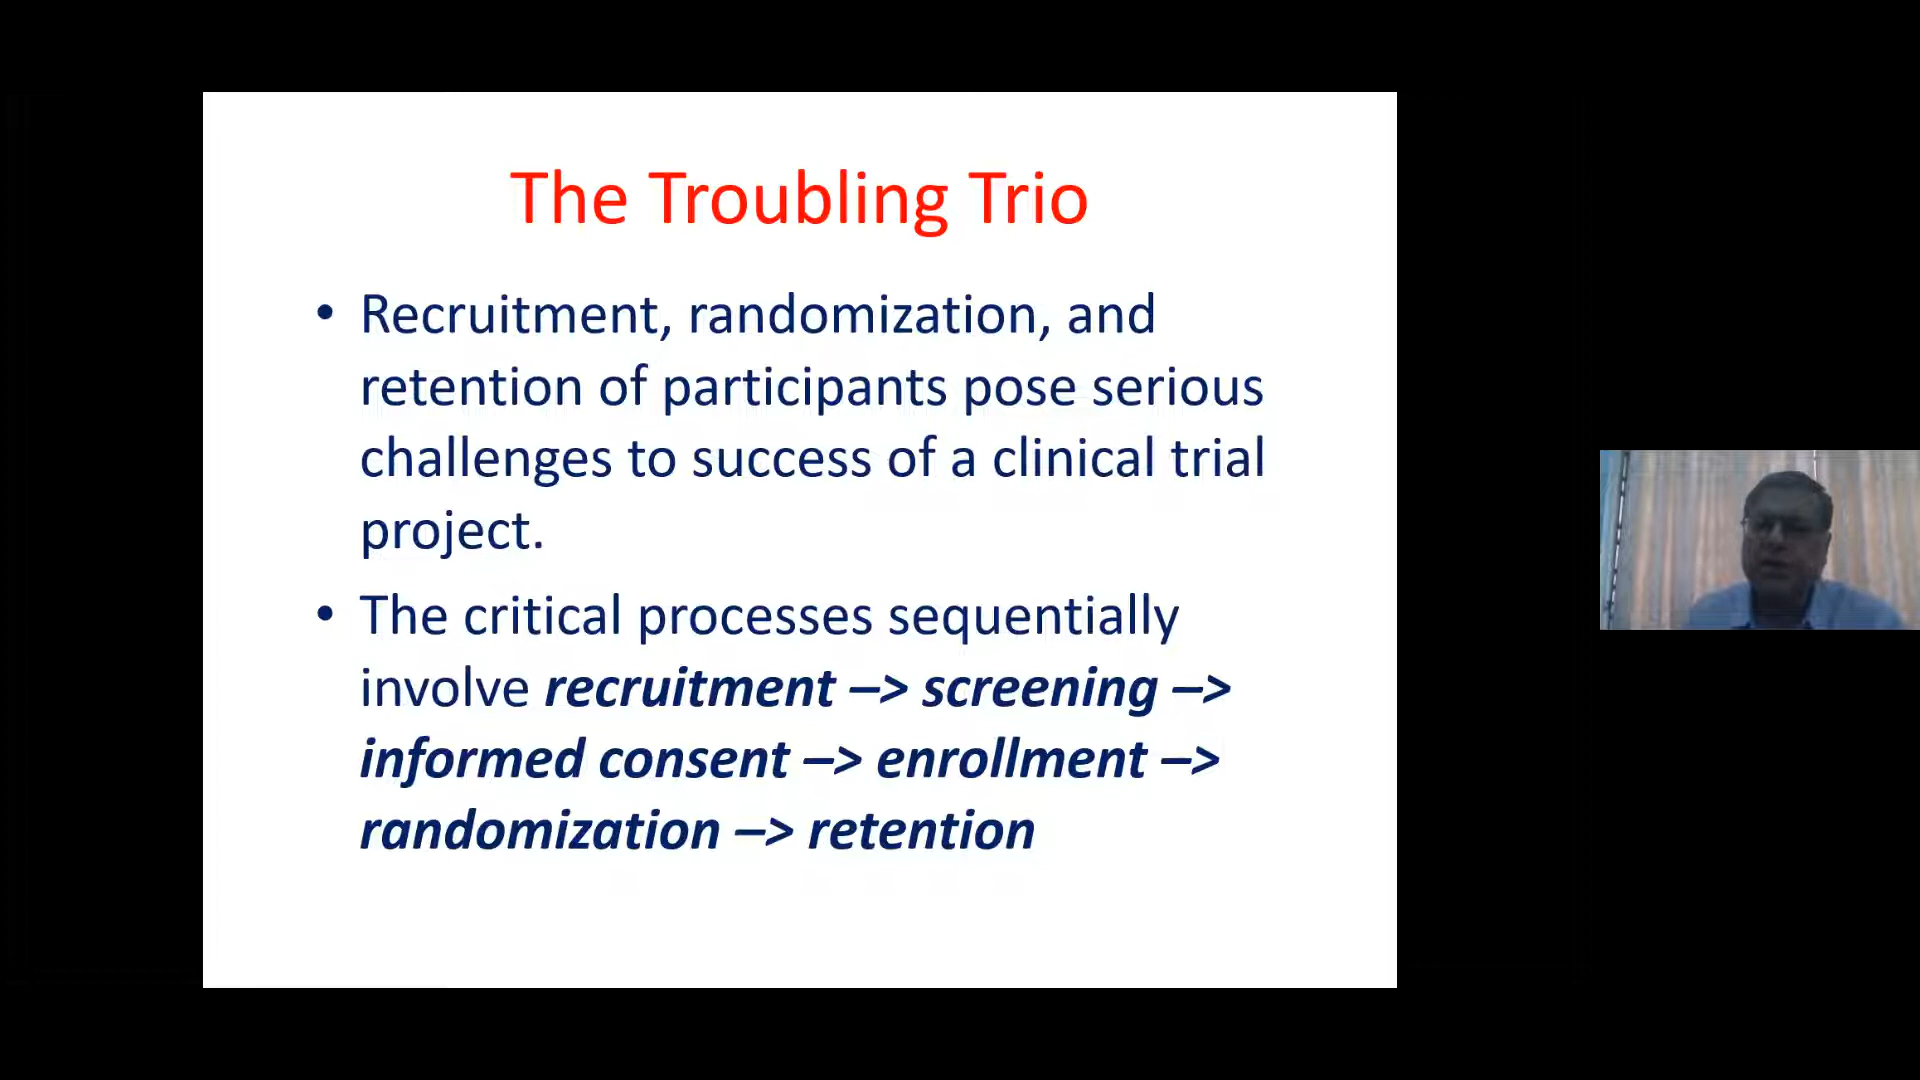 The Troubling Trio
• Recruitment, randomization, and
retention of participants pose serious
challenges to success of a clinical trial
project.
• The critical processes sequentially
involve recruitment –> screening –>
informed consent –> enrollment –>
randomization –> retention